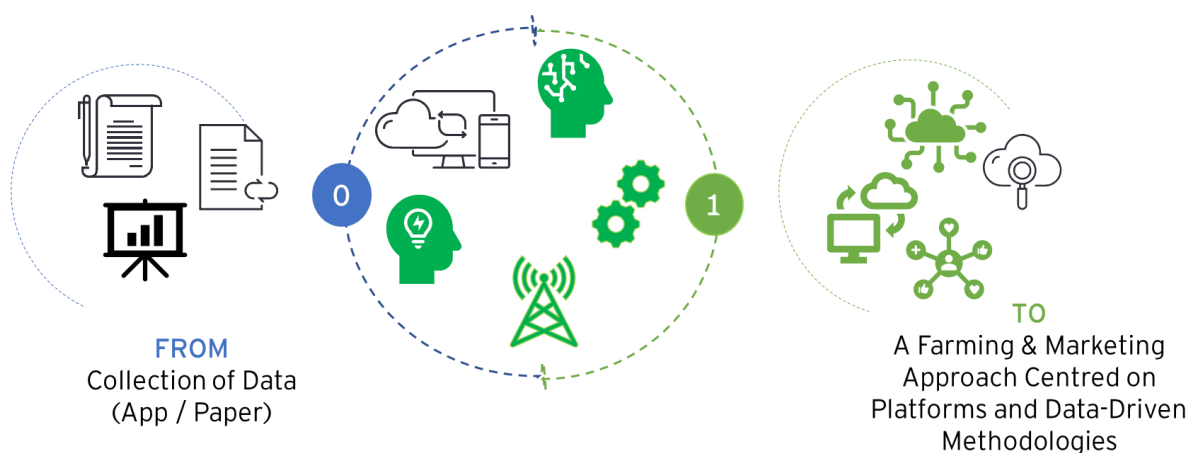 0
1
FROM
Collection of Data
(App / Paper)
TO
A Farming & Marketing
Approach Centred on
Platforms and Data-Driven
Methodologies